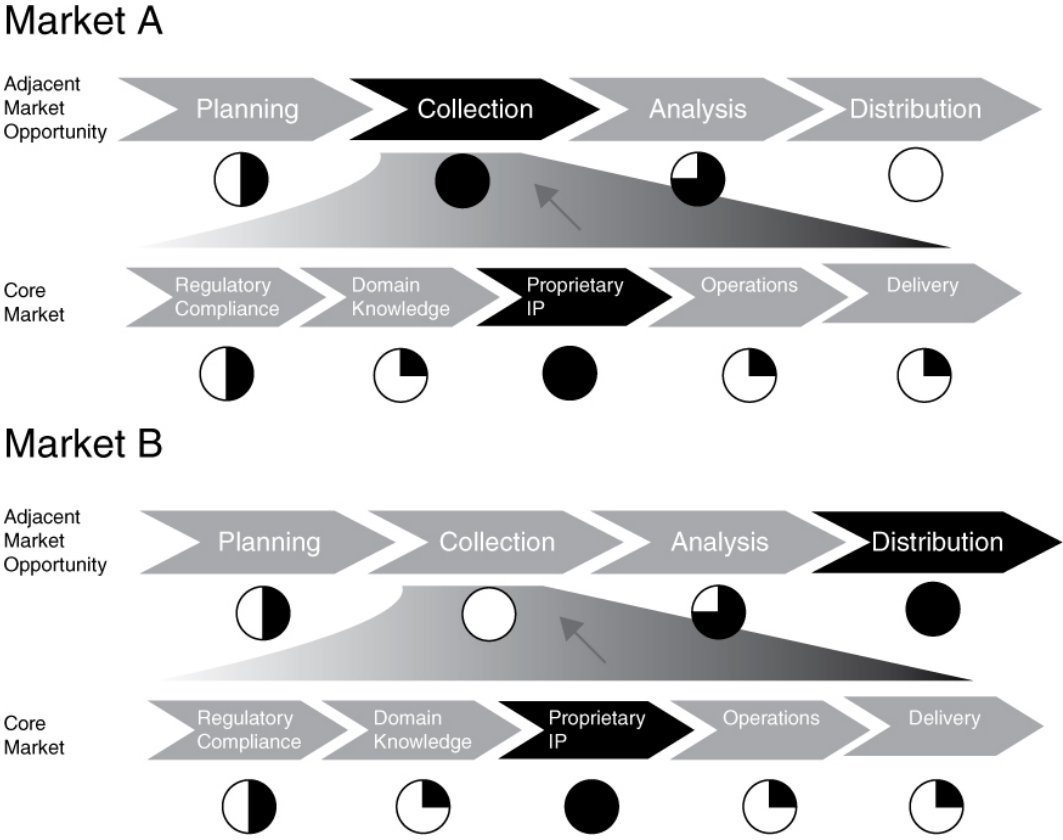 Market A
Adjacent
Market
Opportunity
Planning
Collection
Analysis
Distribution
Core
Market
Regulatory
Compliance
Domain
Knowledge
Proprietary
IP
Operations
Delivery
Market B
Adjacent
Market
Opportunity
Planning
Collection
Analysis
Distribution
Core
Market
Regulatory
Compliance
Domain
Knowledge
Proprietary
IP
Operations
Delivery